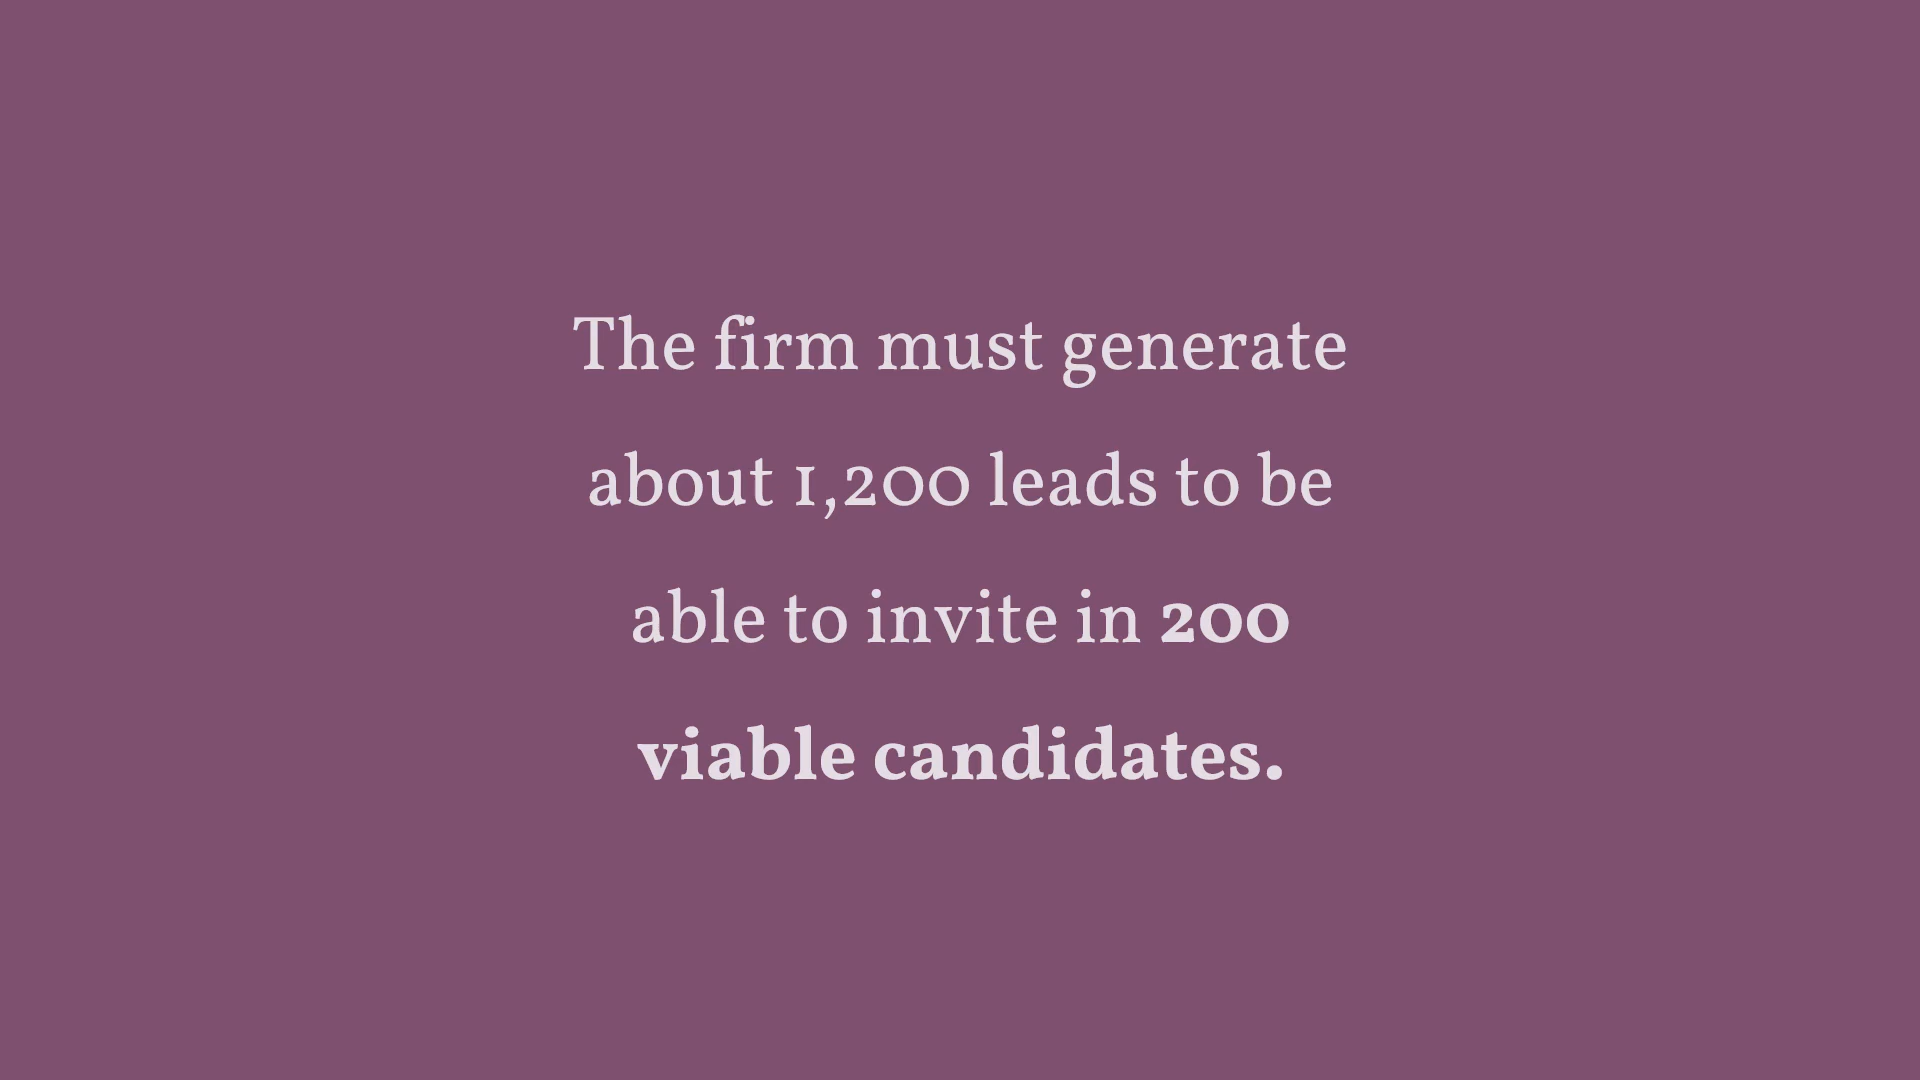 The firm must generate
about 1,200 leads to be
able to invite in 200
viable candidates.